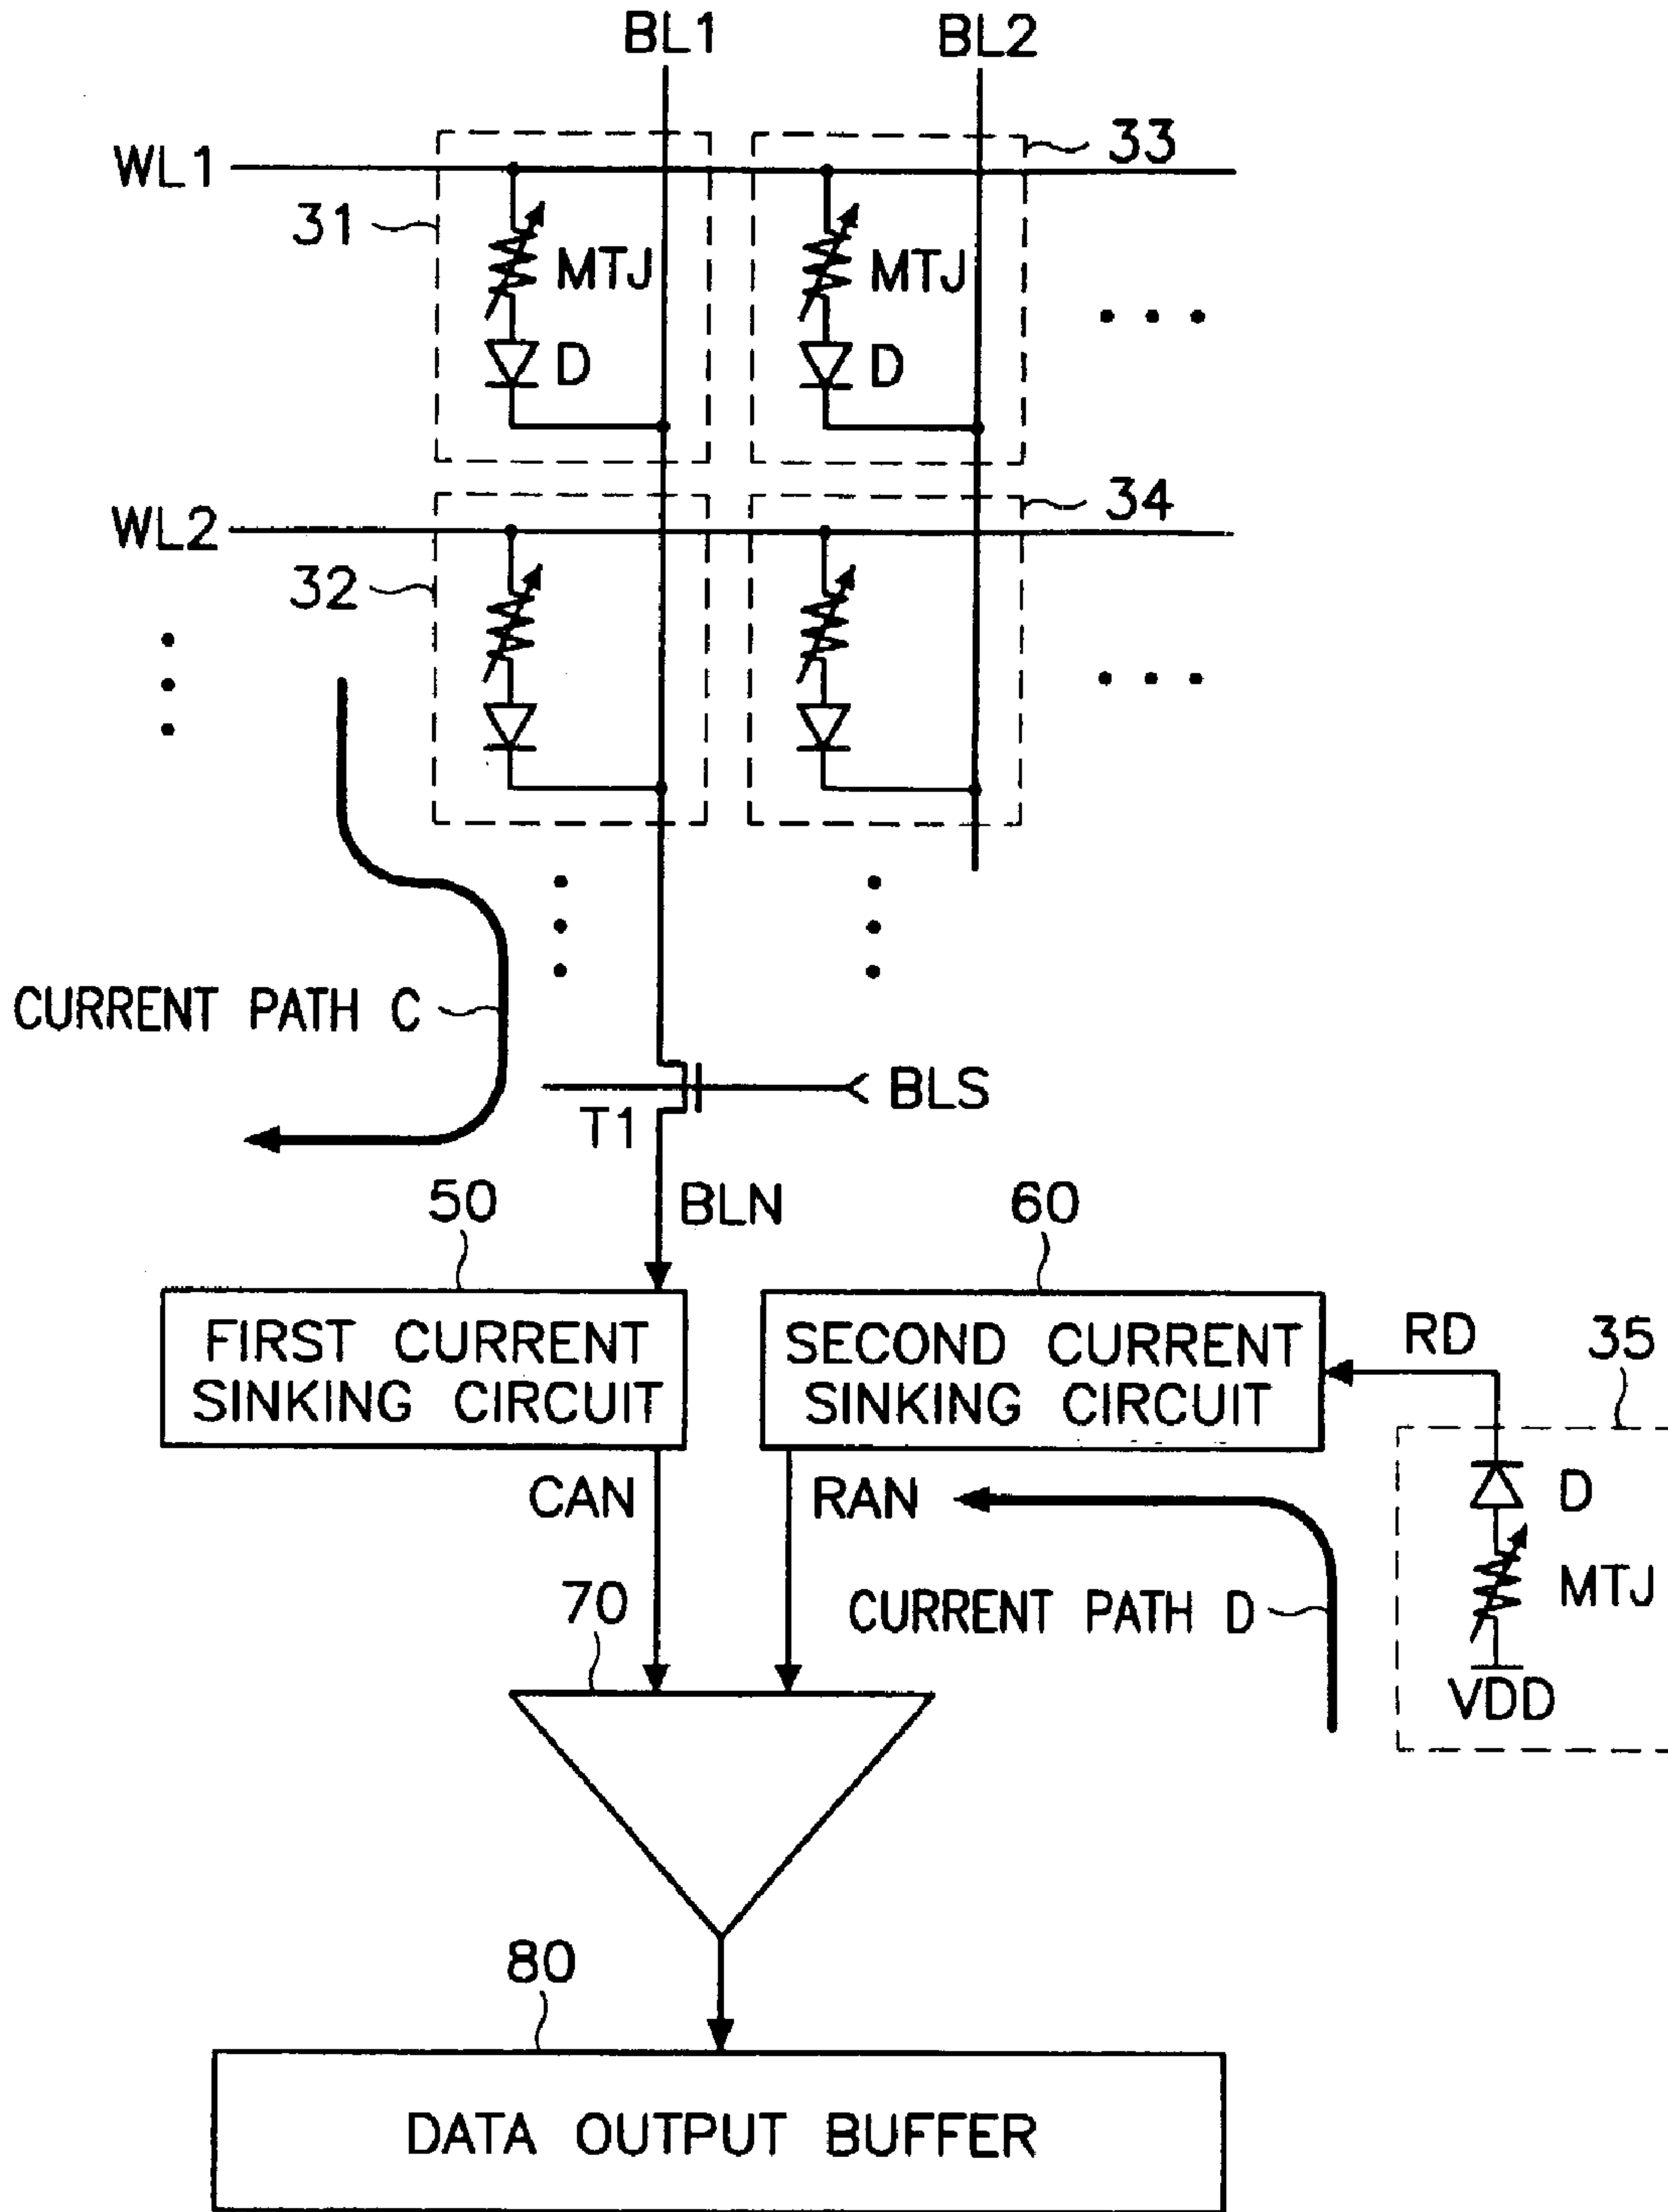 BL1 BL2
WL1 33
31 MTJ MTJ
D D
WL2 34
32
CURRENT PATH C
T1 BLS
BLN
50 60
FIRST CURRENT
SINKING CIRCUIT
SECOND CURRENT
SINKING CIRCUIT
RD 35
CAN RAN D
MTJ
70 CURRENT PATH D
VDD
80
DATA OUTPUT BUFFER